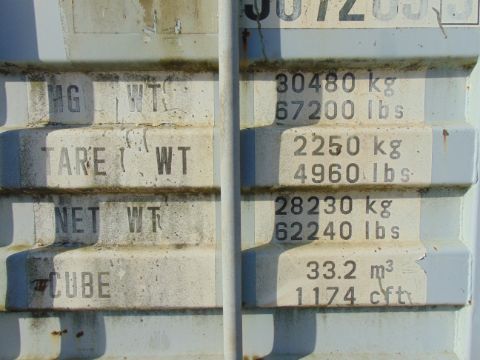 MG WT 30480 kg
67200 lbs
TARE WT 2250 kg
4960 lbs
NET WT 28230 kg
62240 lbs
CUBE 33.2 m³
1174 cft